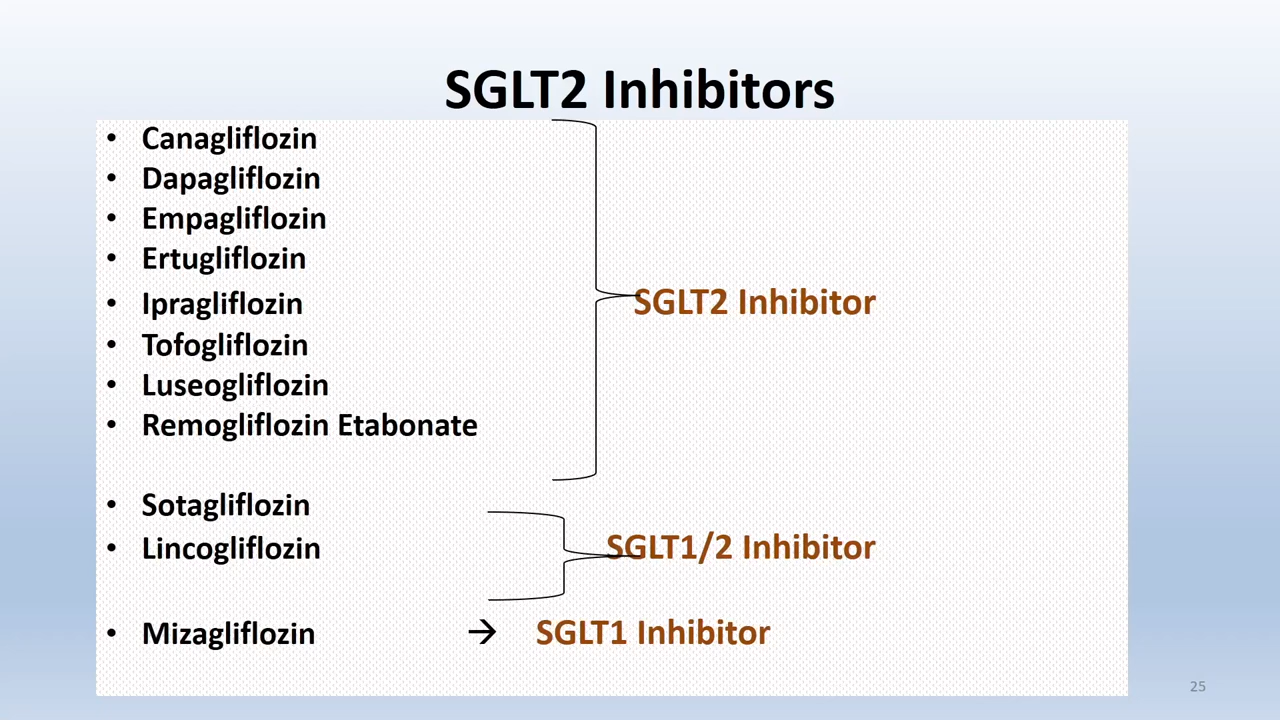 SGLT2 Inhibitors
• Canagliflozin
• Dapagliflozin
• Empagliflozin
• Ertugliflozin
• Ipragliflozin
SGLT2 Inhibitor
• Tofogliflozin
• Luseogliflozin
• Remogliflozin Etabonate
• Sotagliflozin
• Lincogliflozin
SGLT1/2 Inhibitor
• Mizagliflozin → SGLT1 Inhibitor
25